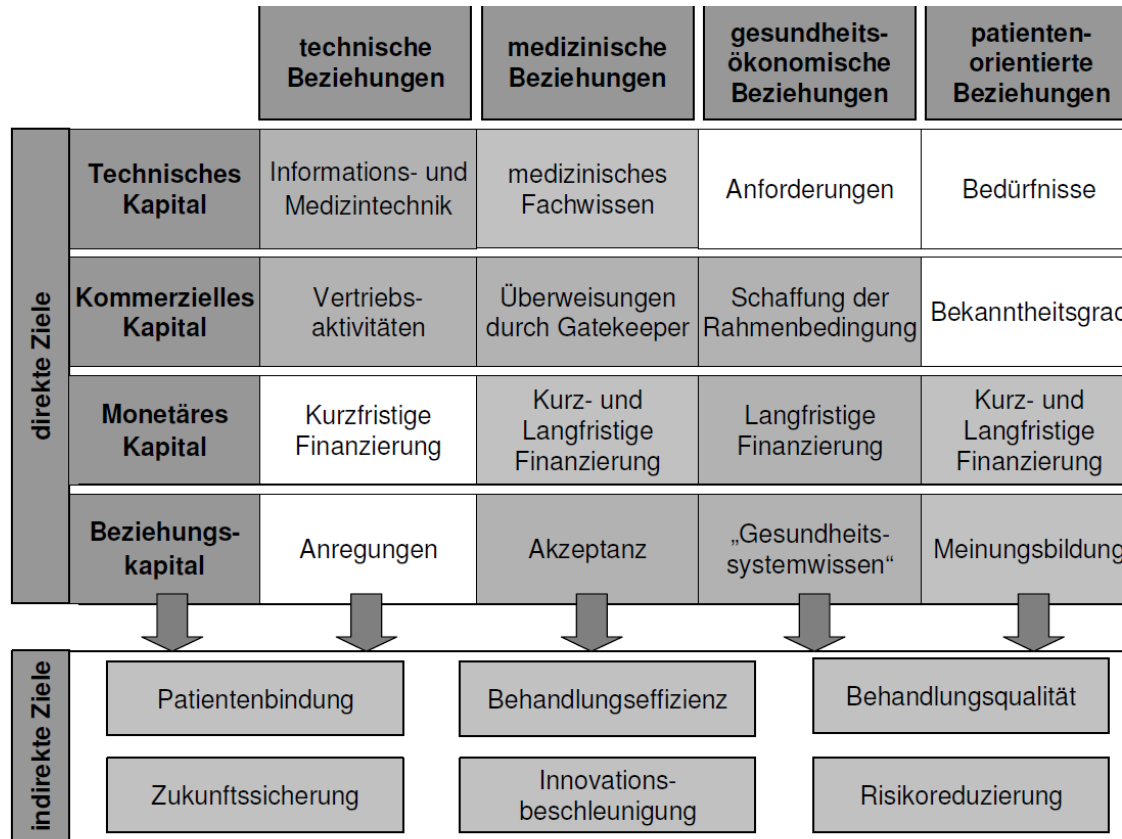 technische
Beziehungen
medizinische
Beziehungen
gesundheits-
ökonomische
Beziehungen
patienten-
orientierte
Beziehungen
direkte Ziele
Technisches
Kapital
Informations- und
Medizintechnik
medizinisches
Fachwissen
Anforderungen
Bedürfnisse
Kommerzielles
Kapital
Vertriebs-
aktivitäten
Überweisungen
durch Gatekeeper
Schaffung der
Rahmenbedingung
Bekanntheitsgrad
Monetäres
Kapital
Kurzfristige
Finanzierung
Kurz- und
Langfristige
Finanzierung
Langfristige
Finanzierung
Kurz- und
Langfristige
Finanzierung
Beziehungs-
kapital
Anregungen
Akzeptanz
„Gesundheits-
systemwissen“
Meinungsbildung
indirekte Ziele
Patientenbindung
Behandlungseffizienz
Behandlungsqualität
Zukunftssicherung
Innovations-
beschleunigung
Risikoreduzierung